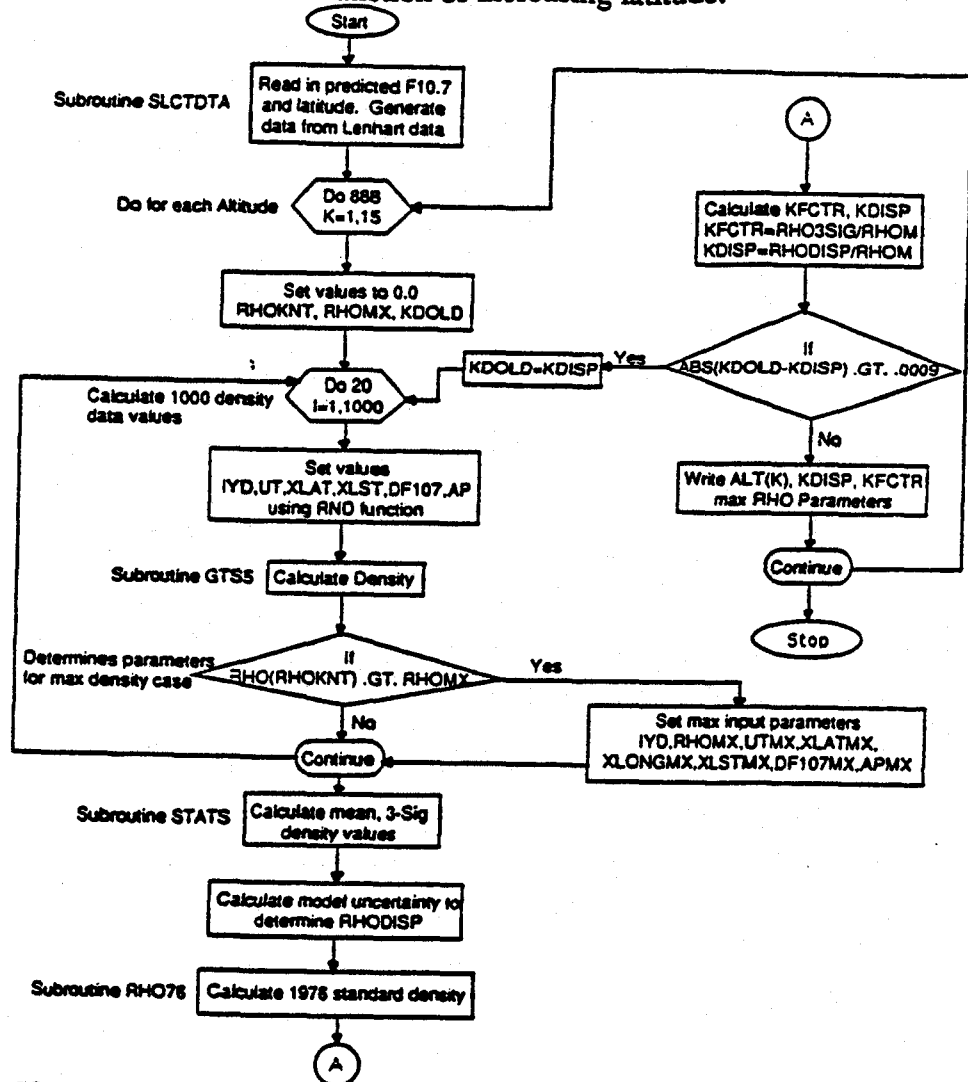 increasing latitude.
Start
Subroutine SLCTDTA
Read in predicted F10.7
and latitude. Generate
data from Lenhart data
Do for each Altitude
Do 888
K=1,15
Set values to 0.0
RHOKNT, RHOMX, KDOLD
Calculate 1000 density
data values
Do 20
I=1,1000
Set values
IYD,UT,XLAT,XLST,DF107,AP
using RND function
Subroutine GTS5
Calculate Density
Determines parameters
for max density case
If
RHO(RHOKNT) .GT. RHOMX
Yes
No
Set max input parameters
IYD,RHOMX,UTMX,XLATMX,
XLONGMX,XLSTMX,DF107MX,APMX
Continue
Subroutine STATS
Calculate mean, 3-Sig
density values
Calculate model uncertainty to
determine RHODISP
Subroutine RHO76
Calculate 1976 standard density
A
A
Calculate KFCTR, KDISP
KFCTR=RHO3SIG/RHOM
KDISP=RHODISP/RHOM
If
ABS(KDOLD-KDISP) .GT. .0009
Yes
KDOLD=KDISP
No
Write ALT(K), KDISP, KFCTR
max RHO Parameters
Continue
Stop